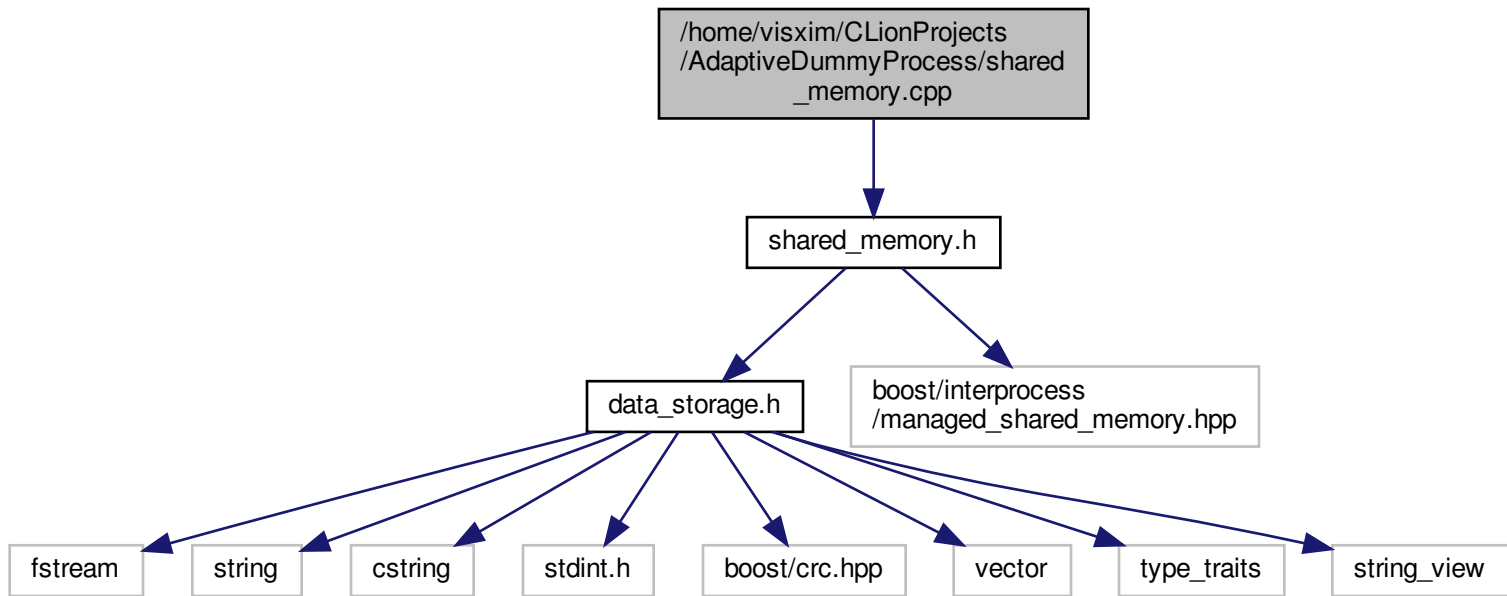 /home/visxim/CLionProjects
/AdaptiveDummyProcess/shared
_memory.cpp
shared_memory.h
data_storage.h
boost/interprocess
/managed_shared_memory.hpp
fstream
string
cstring
stdint.h
boost/crc.hpp
vector
type_traits
string_view